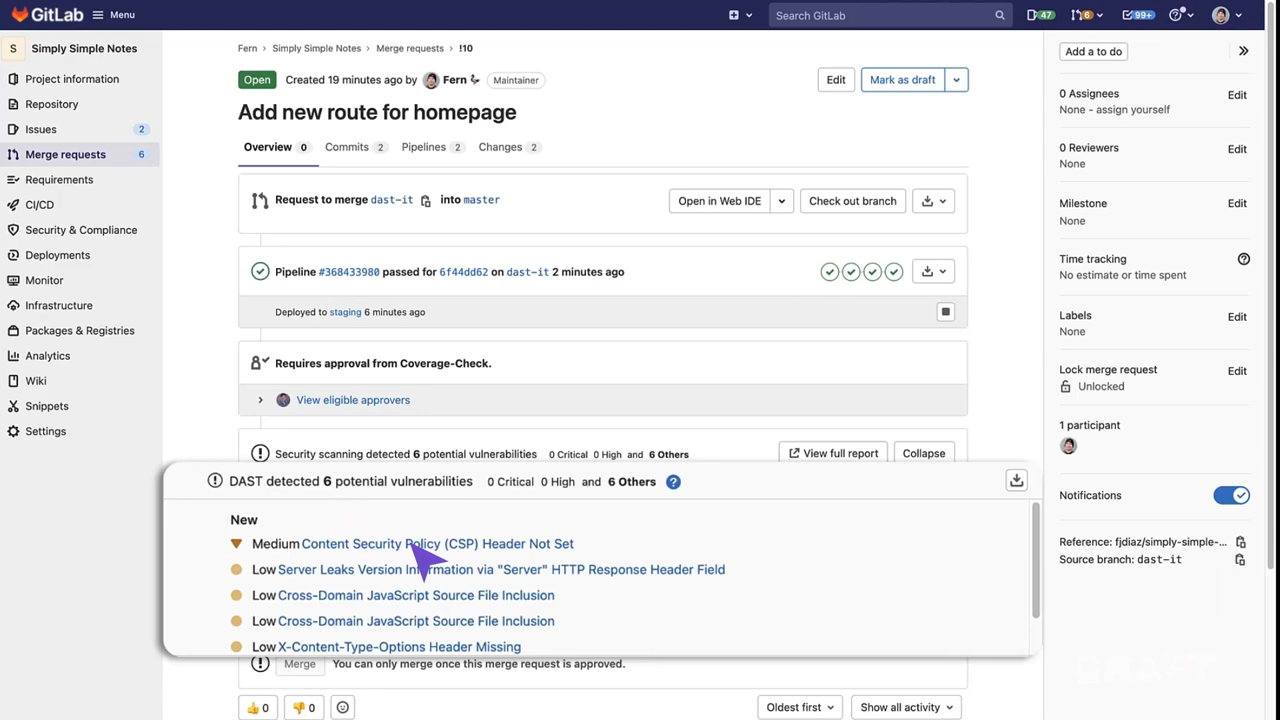 GitLab Menu Search GitLab 47 6 99+
S Simply Simple Notes
Project information
Repository
Issues 2
Merge requests 6
Requirements
CI/CD
Security & Compliance
Deployments
Monitor
Infrastructure
Packages & Registries
Analytics
Wiki
Snippets
Settings
Fern Simply Simple Notes Merge requests !10
Open Created 19 minutes ago by Fern Maintainer Edit Mark as draft
Add new route for homepage
Overview 0 Commits 2 Pipelines 2 Changes 2
Request to merge dast-it into master Open in Web IDE Check out branch
Pipeline #368433980 passed for 6f44dd62 on dast-it 2 minutes ago
Deployed to staging 6 minutes ago
Requires approval from Coverage-Check.
View eligible approvers
Security scanning detected 6 potential vulnerabilities 0 Critical 0 High and 6 Others View full report Collapse
DAST detected 6 potential vulnerabilities 0 Critical 0 High and 6 Others ?
New
Medium Content Security Policy (CSP) Header Not Set
Low Server Leaks Version Information via "Server" HTTP Response Header Field
Low Cross-Domain JavaScript Source File Inclusion
Low Cross-Domain JavaScript Source File Inclusion
Low X-Content-Type-Options Header Missing
Merge You can only merge once this merge request is approved.
0 0 Oldest first Show all activity
Add a to do
0 Assignees Edit
None - assign yourself
0 Reviewers Edit
None
Milestone Edit
None
Time tracking
No estimate or time spent
Labels Edit
None
Lock merge request Edit
Unlocked
1 participant
Notifications
Reference: fjdiaz/simply-simple-...
Source branch: dast-it
DRAFT